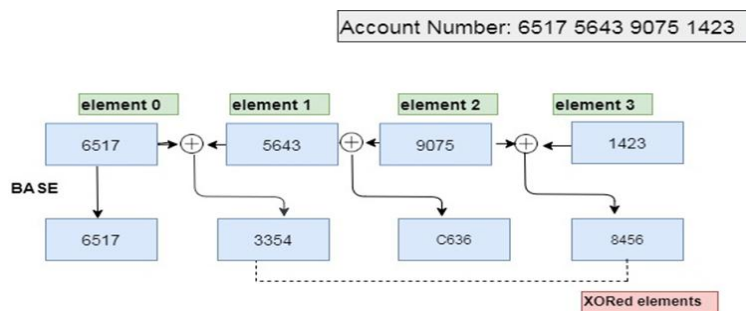 Account Number: 6517 5643 9075 1423
element 0 element 1 element 2 element 3
6517 5643 9075 1423
BASE
6517 3354 C636 8456
XORed elements